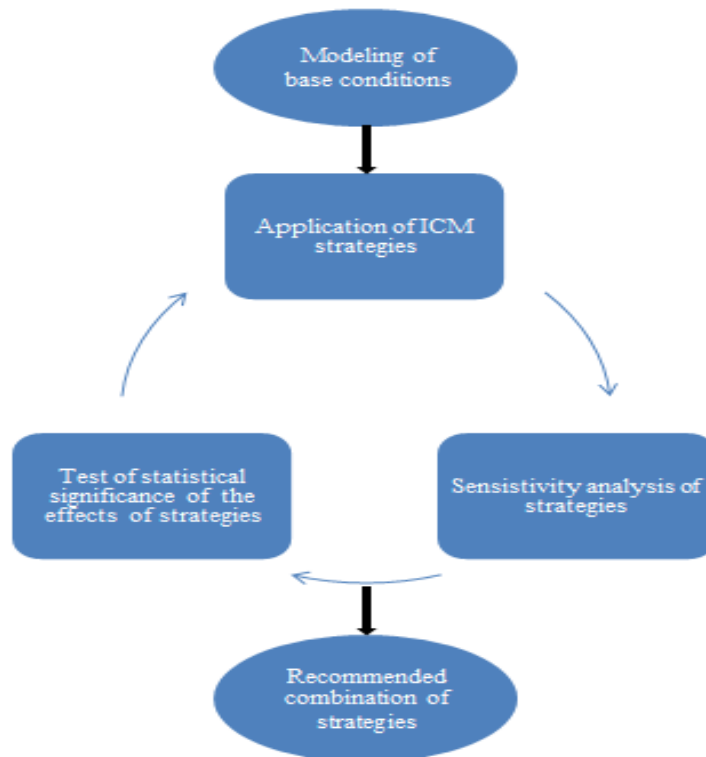 Modeling of
base conditions
Application of ICM
strategies
Test of statistical
significance of the
effects of strategies
Sensistivity analysis of
strategies
Recommended
combination of
strategies